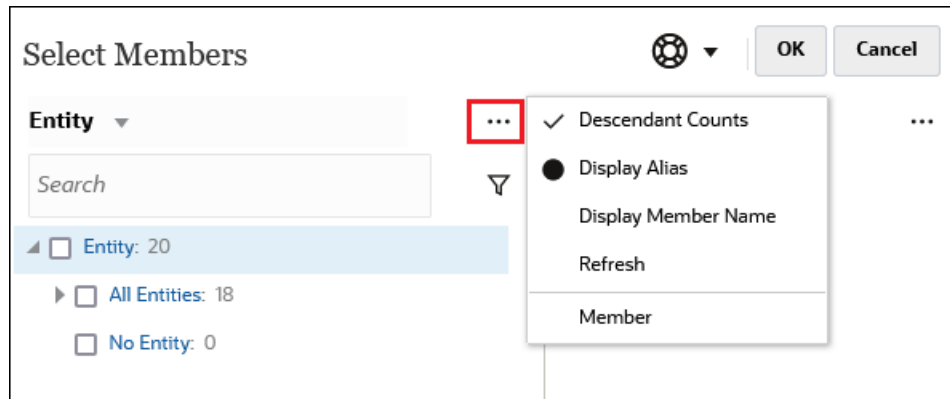 Select Members
OK
Cancel
Entity
Search
Entity: 20
All Entities: 18
No Entity: 0
Descendant Counts
Display Alias
Display Member Name
Refresh
Member